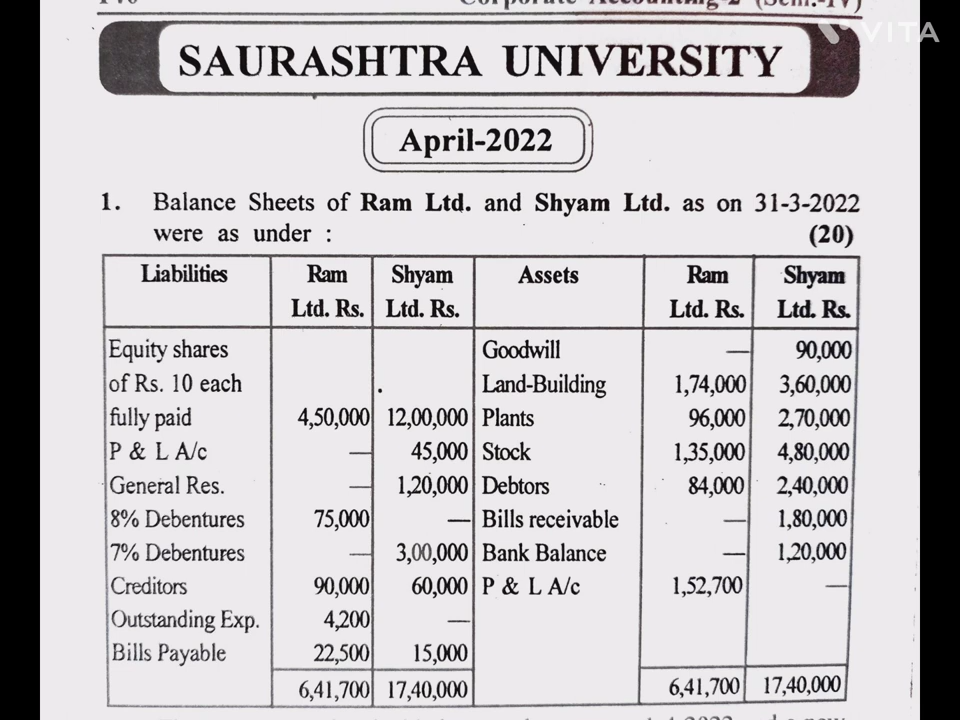 Corporate Accounting-2 (Sem.-IV)
VITA
SAURASHTRA UNIVERSITY
April-2022
1. Balance Sheets of Ram Ltd. and Shyam Ltd. as on 31-3-2022
were as under : (20)
Liabilities Ram Shyam Assets Ram Shyam
Ltd. Rs. Ltd. Rs. Ltd. Rs. Ltd. Rs.
Equity shares Goodwill — 90,000
of Rs. 10 each Land-Building 1,74,000 3,60,000
fully paid 4,50,000 12,00,000 Plants 96,000 2,70,000
P & L A/c — 45,000 Stock 1,35,000 4,80,000
General Res. — 1,20,000 Debtors 84,000 2,40,000
8% Debentures 75,000 — Bills receivable — 1,80,000
7% Debentures — 3,00,000 Bank Balance — 1,20,000
Creditors 90,000 60,000 P & L A/c 1,52,700 —
Outstanding Exp. 4,200 —
Bills Payable 22,500 15,000
6,41,700 17,40,000 6,41,700 17,40,000